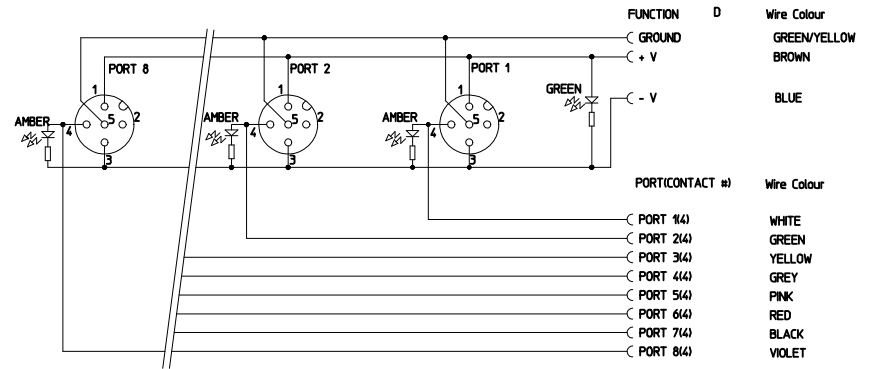 FUNCTION D Wire Colour
GROUND GREEN/YELLOW
+ V BROWN
PORT 8 PORT 2 PORT 1
1 1 1 GREEN
- V BLUE
AMBER 4 5 2 AMBER 4 5 2 AMBER 4 5 2
3 3 3
PORT(CONTACT #) Wire Colour
PORT 1(4) WHITE
PORT 2(4) GREEN
PORT 3(4) YELLOW
PORT 4(4) GREY
PORT 5(4) PINK
PORT 6(4) RED
PORT 7(4) BLACK
PORT 8(4) VIOLET